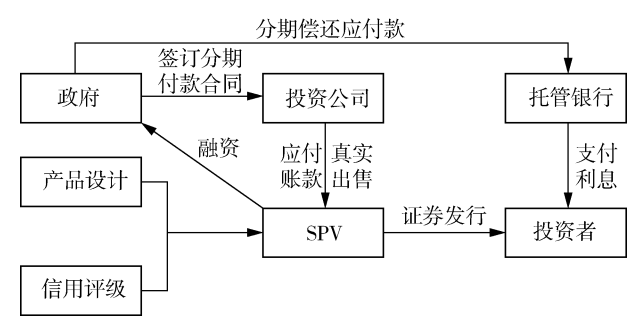 分期偿还应付款
签订分期
付款合同
政府
投资公司
托管银行
融资
应付
账款
真实
出售
支付
利息
产品设计
SPV
证券发行
投资者
信用评级